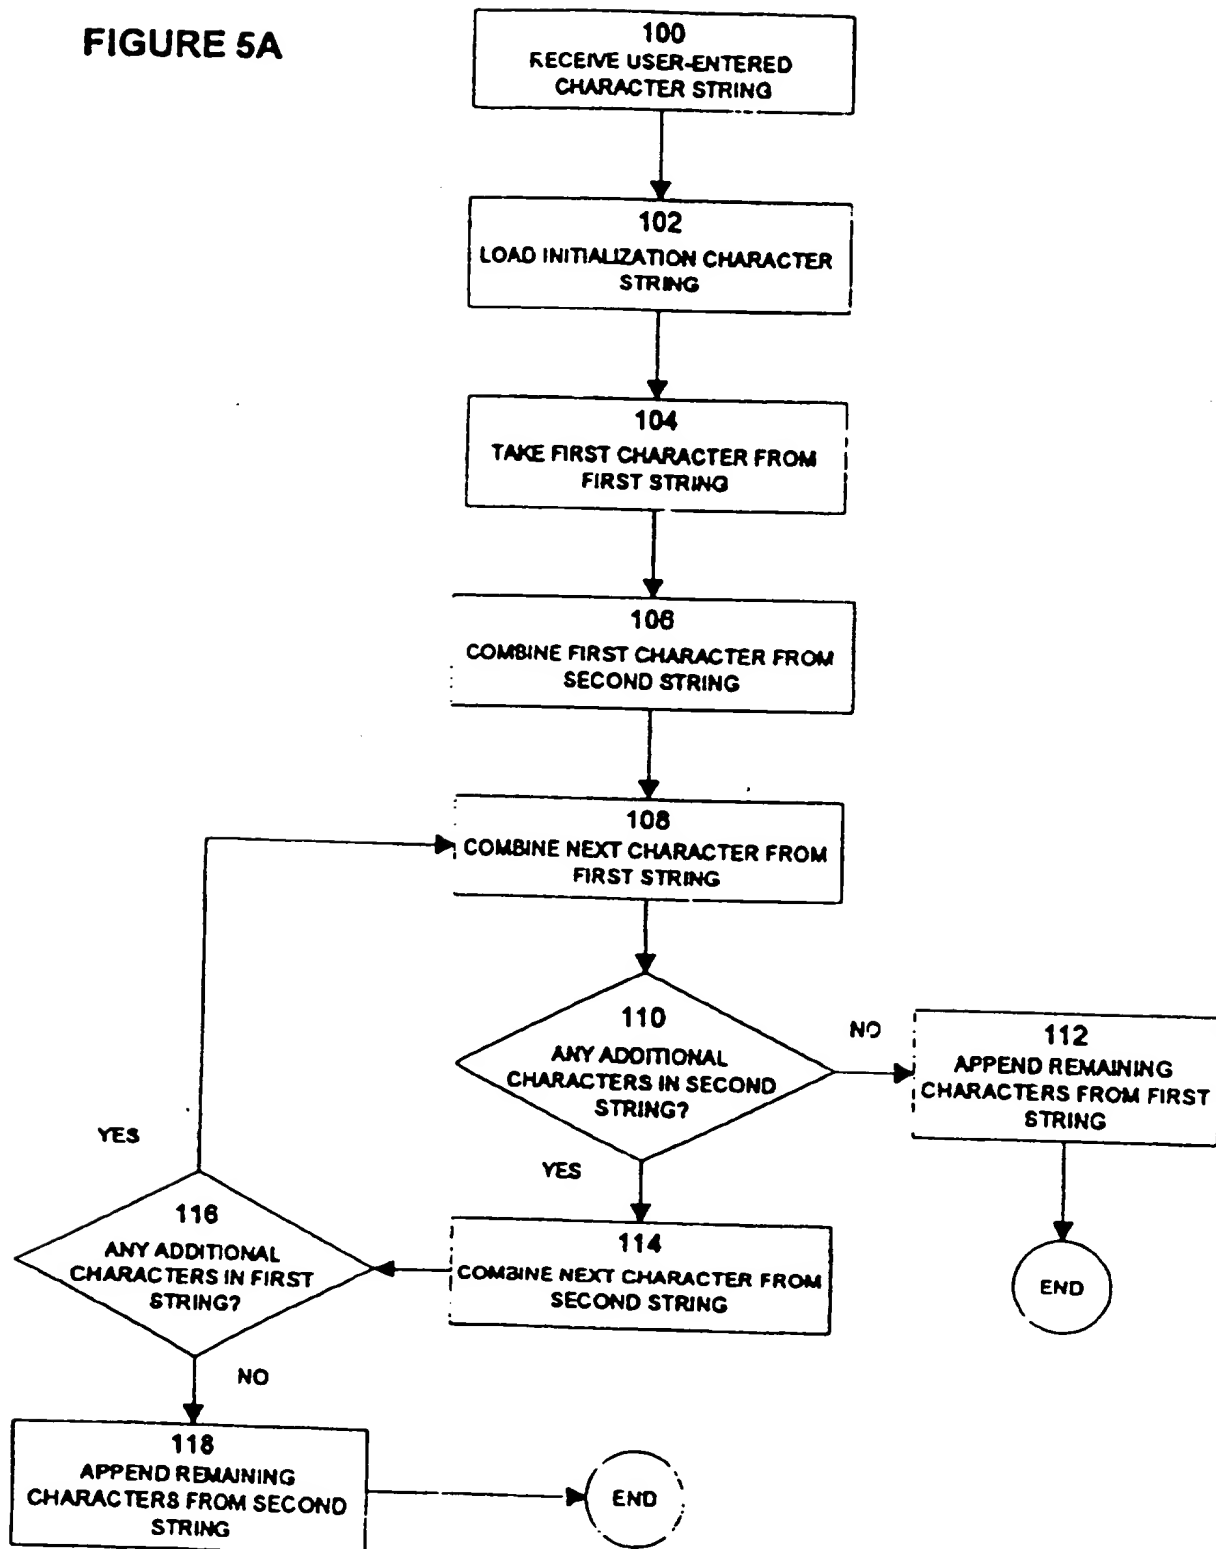 FIGURE 5A
100
RECEIVE USER-ENTERED
CHARACTER STRING
102
LOAD INITIALIZATION CHARACTER
STRING
104
TAKE FIRST CHARACTER FROM
FIRST STRING
106
COMBINE FIRST CHARACTER FROM
SECOND STRING
108
COMBINE NEXT CHARACTER FROM
FIRST STRING
110
ANY ADDITIONAL
CHARACTERS IN SECOND
STRING?
NO
112
APPEND REMAINING
CHARACTERS FROM FIRST
STRING
YES
YES
116
ANY ADDITIONAL
CHARACTERS IN FIRST
STRING?
114
COMBINE NEXT CHARACTER FROM
SECOND STRING
END
NO
118
APPEND REMAINING
CHARACTERS FROM SECOND
STRING
END